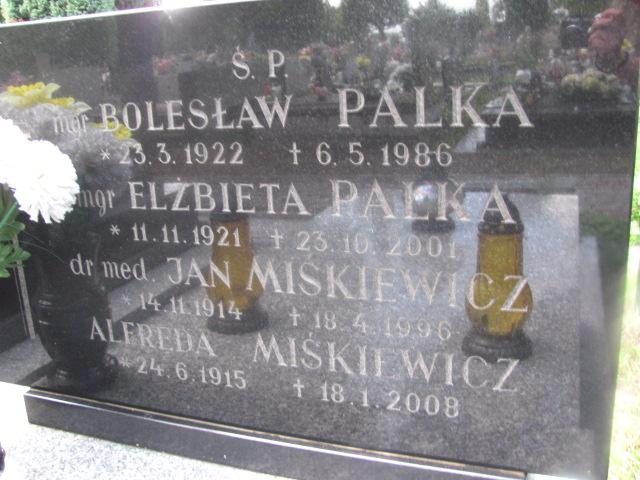 Ś. P.
mgr BOLESŁAW PALKA
* 23.3.1922 † 6.5.1986
mgr ELŻBIETA PALKA
* 11.11.1921 † 23.10.2001
dr med. JAN MIŚKIEWICZ
* 14.11.1914 † 18.4.1996
ALFREDA MIŚKIEWICZ
* 24.6.1915 † 18.1.2008